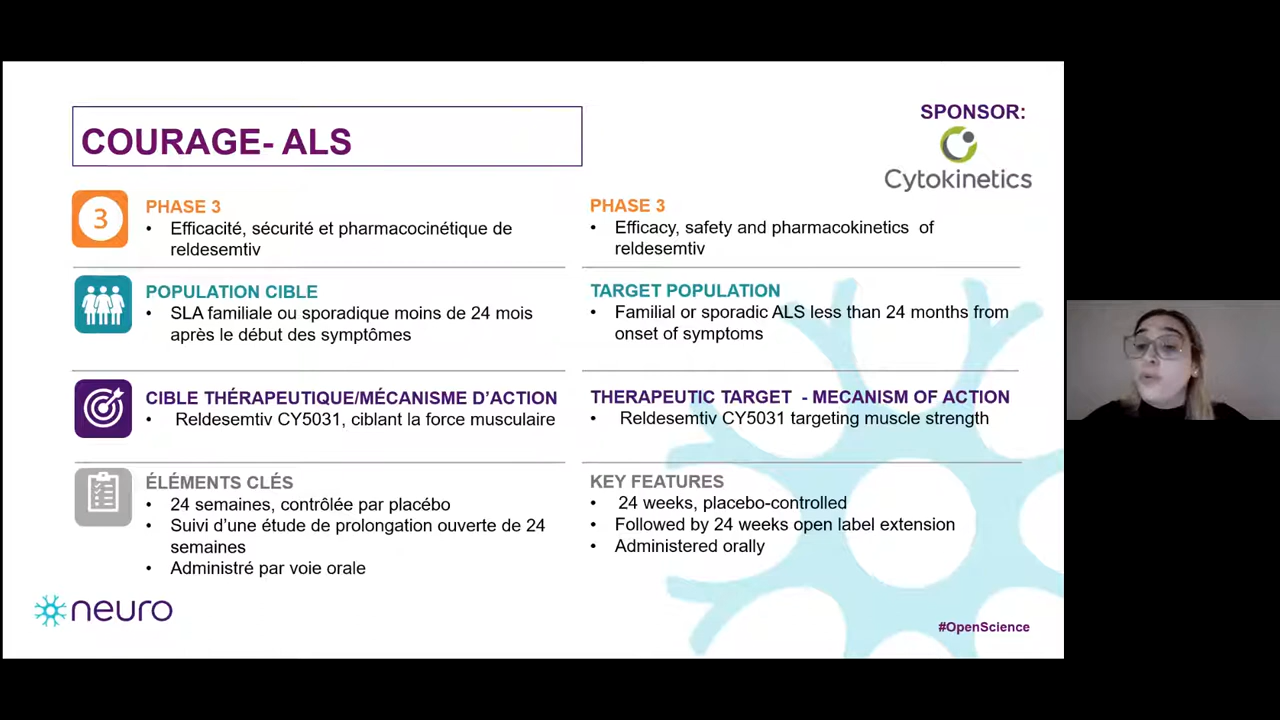 COURAGE- ALS
SPONSOR:
Cytokinetics
3
PHASE 3
• Efficacité, sécurité et pharmacocinétique de
reldesemtiv
POPULATION CIBLE
• SLA familiale ou sporadique moins de 24 mois
après le début des symptômes
CIBLE THÉRAPEUTIQUE/MÉCANISME D'ACTION
• Reldesemtiv CY5031, ciblant la force musculaire
ÉLÉMENTS CLÉS
• 24 semaines, contrôlée par placébo
• Suivi d'une étude de prolongation ouverte de 24
semaines
• Administré par voie orale
PHASE 3
• Efficacy, safety and pharmacokinetics of
reldesemtiv
TARGET POPULATION
• Familial or sporadic ALS less than 24 months from
onset of symptoms
THERAPEUTIC TARGET - MECANISM OF ACTION
• Reldesemtiv CY5031 targeting muscle strength
KEY FEATURES
• 24 weeks, placebo-controlled
• Followed by 24 weeks open label extension
• Administered orally
neuro
#OpenScience